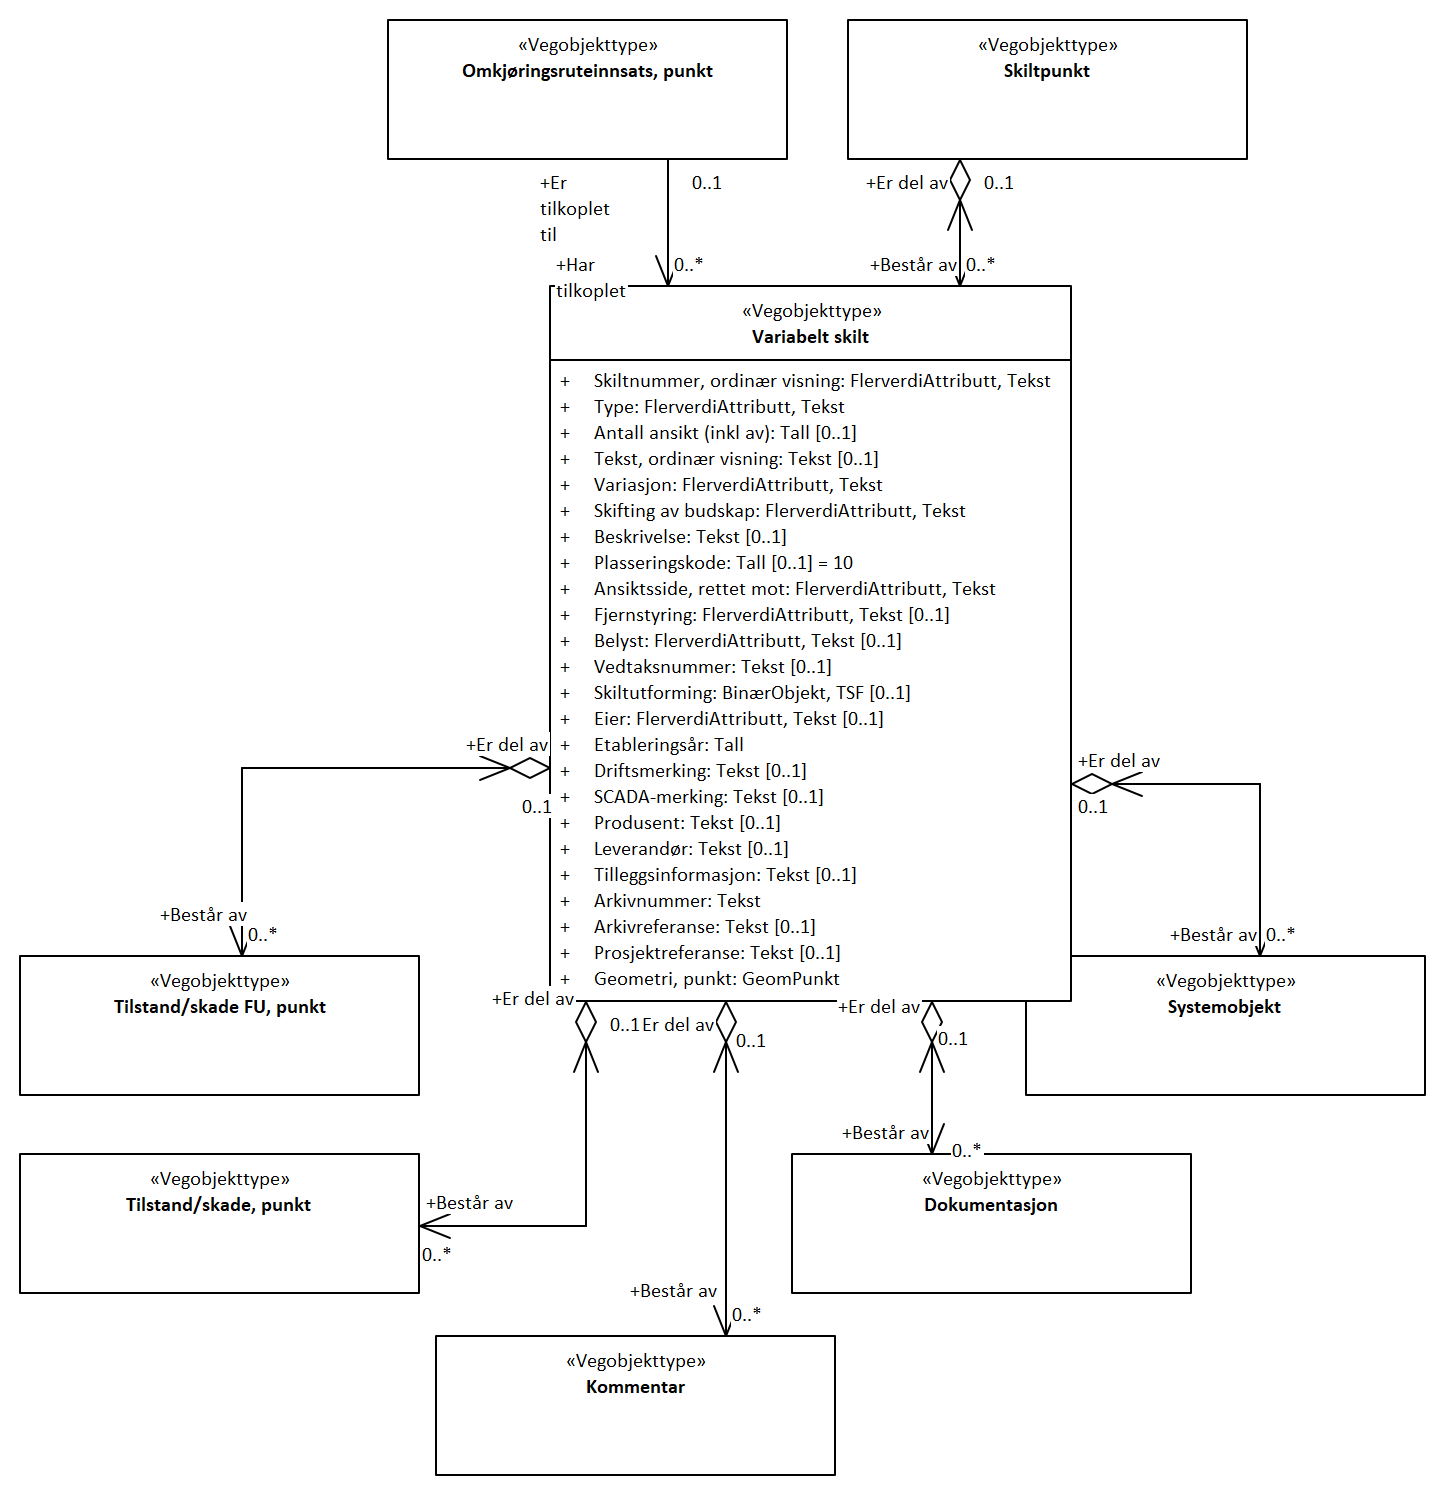 «Vegobjekttype»
Omkjøringsruteinnsats, punkt
«Vegobjekttype»
Skiltpunkt
+Er
tilkoplet
til
0..1
+Er del av
0..1
+Har
tilkoplet
0..*
+Består av
0..*
«Vegobjekttype»
Variabelt skilt
+ Skiltnummer, ordinær visning: FlerverdiAttributt, Tekst
+ Type: FlerverdiAttributt, Tekst
+ Antall ansikt (inkl av): Tall [0..1]
+ Tekst, ordinær visning: Tekst [0..1]
+ Variasjon: FlerverdiAttributt, Tekst
+ Skifting av budskap: FlerverdiAttributt, Tekst
+ Beskrivelse: Tekst [0..1]
+ Plasseringskode: Tall [0..1] = 10
+ Ansiktsside, rettet mot: FlerverdiAttributt, Tekst
+ Fjernstyring: FlerverdiAttributt, Tekst [0..1]
+ Belyst: FlerverdiAttributt, Tekst [0..1]
+ Vedtaksnummer: Tekst [0..1]
+ Skiltutforming: BinærObjekt, TSF [0..1]
+ Eier: FlerverdiAttributt, Tekst [0..1]
+ Etableringsår: Tall
+ Driftsmerking: Tekst [0..1]
+ SCADA-merking: Tekst [0..1]
+ Produsent: Tekst [0..1]
+ Leverandør: Tekst [0..1]
+ Tilleggsinformasjon: Tekst [0..1]
+ Arkivnummer: Tekst
+ Arkivreferanse: Tekst [0..1]
+ Prosjektreferanse: Tekst [0..1]
+ Geometri, punkt: GeomPunkt
+Er del av
0..1
+Består av
0..*
+Er del av
0..1
+Består av
0..*
«Vegobjekttype»
Tilstand/skade FU, punkt
«Vegobjekttype»
Systemobjekt
+Er del av
0..1
Er del av
0..1
+Er del av
0..1
+Består av
0..*
«Vegobjekttype»
Tilstand/skade, punkt
+Består av
0..*
«Vegobjekttype»
Dokumentasjon
+Består av
0..*
«Vegobjekttype»
Kommentar